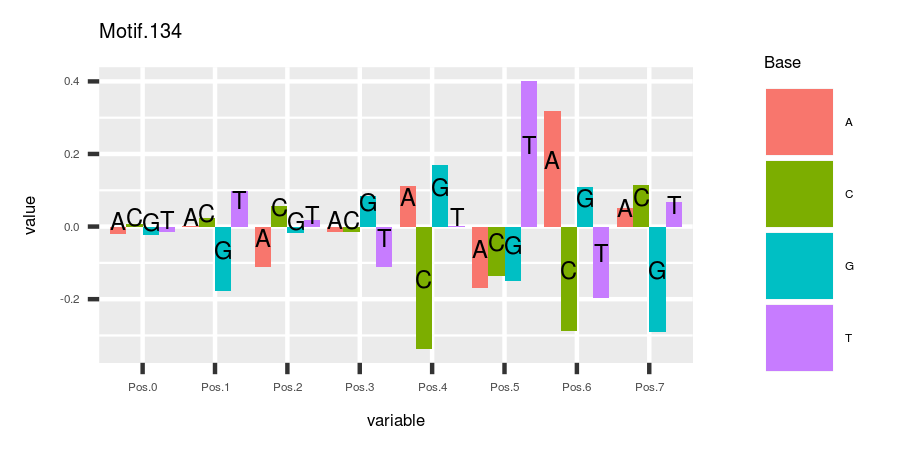 Motif.134
Base
0.4
0.2
0.0
-0.2
value
A C G T A C G T A C G T A C G T A C G T A C G T A C G T A C G T
Pos.0 Pos.1 Pos.2 Pos.3 Pos.4 Pos.5 Pos.6 Pos.7
variable
A
C
G
T